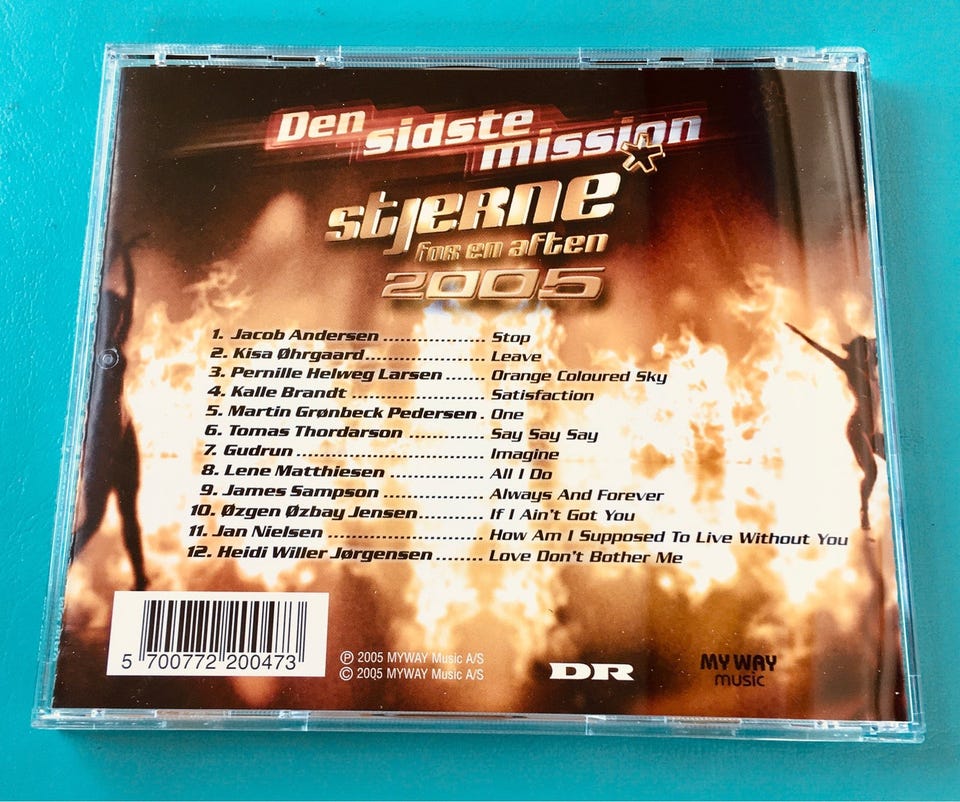 Den sidste mission
stjerne
for en aften
2005
1. Jacob Andersen .................. Stop
2. Kisa Øhrgaard..................... Leave
3. Pernille Helweg Larsen ....... Orange Coloured Sky
4. Kalle Brandt ........................ Satisfaction
5. Martin Grønbeck Pedersen . One
6. Tomas Thordarson ............. Say Say Say
7. Gudrun ................................. Imagine
8. Lene Matthiesen ................. All I Do
9. James Sampson .................. Always And Forever
10. Øzgen Øzbay Jensen............ If I Ain't Got You
11. Jan Nielsen ......................... How Am I Supposed To Live Without You
12. Heidi Willer Jørgensen ........ Love Don't Bother Me
5 700772 200473
℗ 2005 MYWAY Music A/S
© 2005 MYWAY Music A/S
DR
MY WAY
music